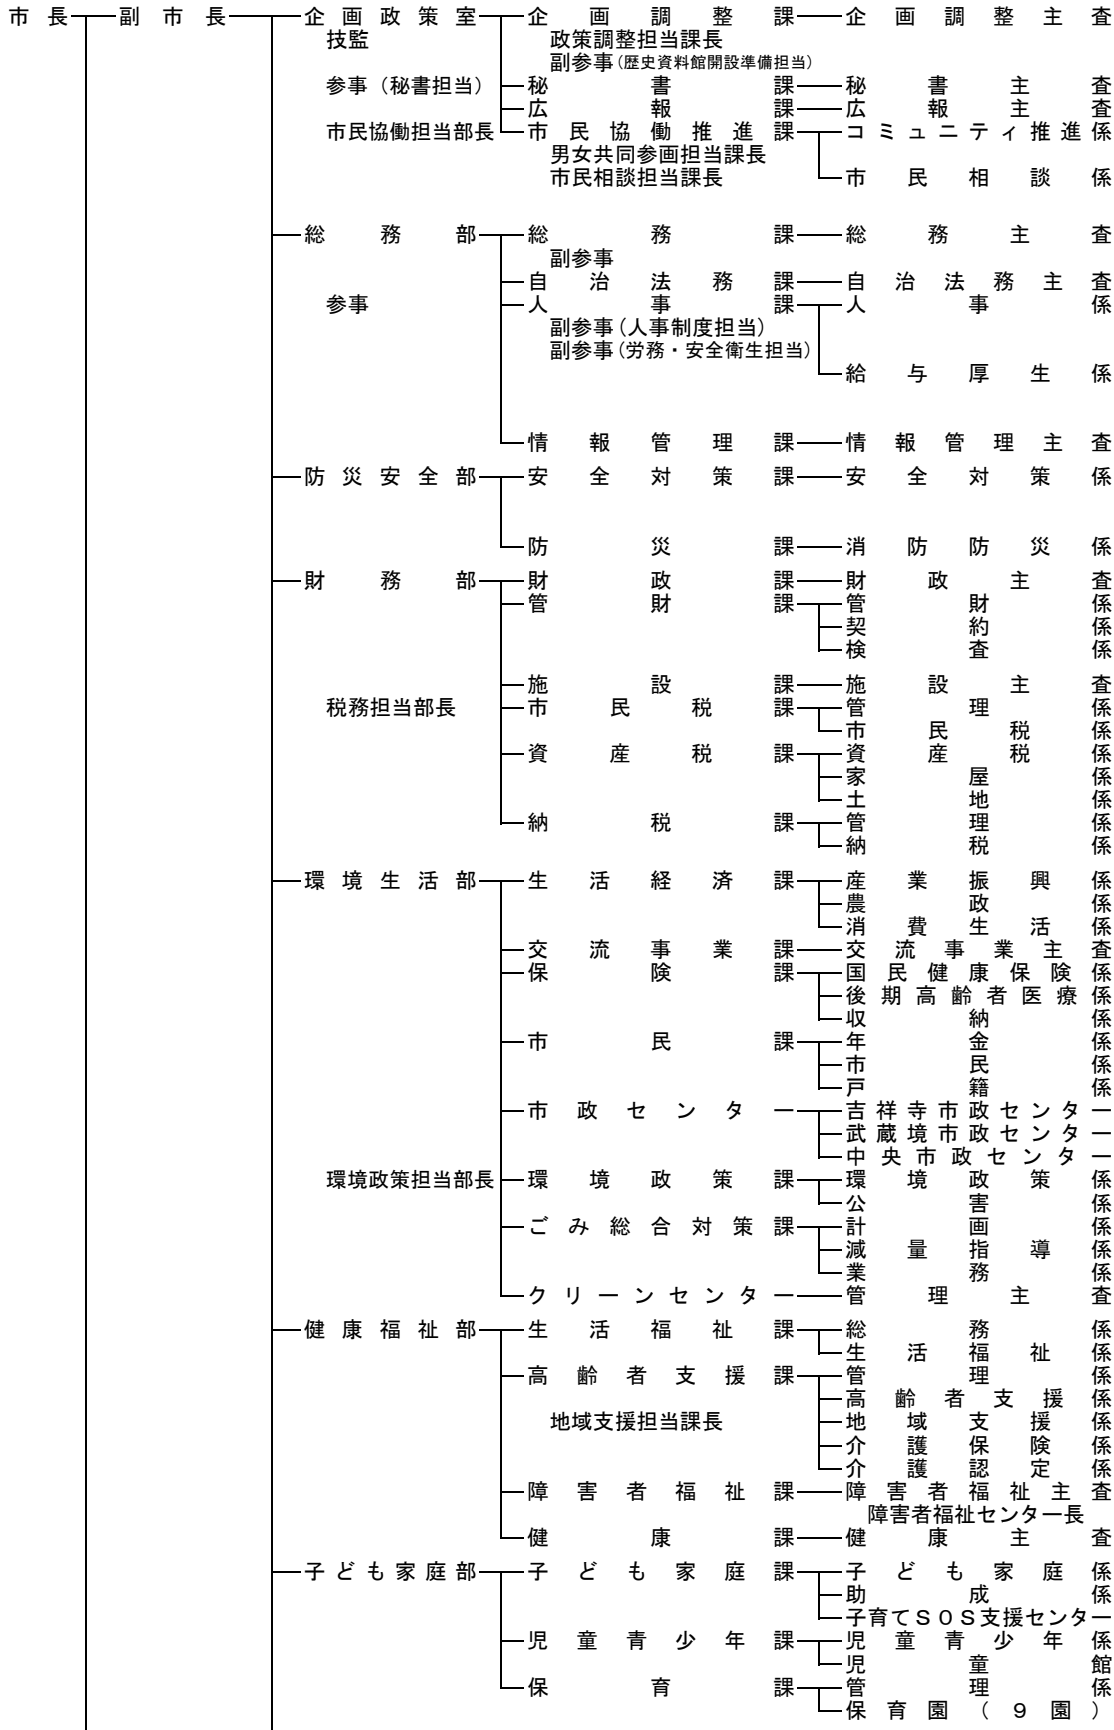 市長 副市長 企画政策室 企画調整課 企画調整主査
技監 政策調整担当課長
副参事(歴史資料館開設準備担当)
参事(秘書担当) 秘書課 秘書主査
広報課 広報主査
市民協働担当部長 市民協働推進課 コミュニティ推進係
男女共同参画担当課長
市民相談担当課長 市民相談係
総務部 総務課 総務主査
副参事
自治法務課 自治法務主査
参事 人事課 人事係
副参事(人事制度担当)
副参事(労務・安全衛生担当)
給与厚生係
情報管理課 情報管理主査
防災安全部 安全対策課 安全対策係
防災課 消防防災係
財務部 財政課 財政主査
管財課 管財係
契約係
検査係
施設課 施設主査
税務担当部長 市民税課 管理係
市民税係
資産税課 資産税係
家屋係
土地係
納税課 管理係
納税係
環境生活部 生活経済課 産業振興係
農政係
消費生活係
交流事業課 交流事業主査
保険課 国民健康保険係
後期高齢者医療係
収納係
市民課 年金係
市民係
戸籍係
市政センター 吉祥寺市政センター
武蔵境市政センター
中央市政センター
環境政策担当部長 環境政策課 環境政策係
公害係
ごみ総合対策課 計画係
減量指導係
業務係
クリーンセンター 管理主査
健康福祉部 生活福祉課 総務係
生活福祉係
高齢者支援課 管理係
高齢者支援係
地域支援担当課長 地域支援係
介護保険係
介護認定係
障害者福祉課 障害者福祉主査
障害者福祉センター長
健康課 健康主査
子ども家庭部 子ども家庭課 子ども家庭係
助成係
子育てSOS支援センター
児童青少年課 児童青少年係
児童館
保育課 管理係
保育園(9園)